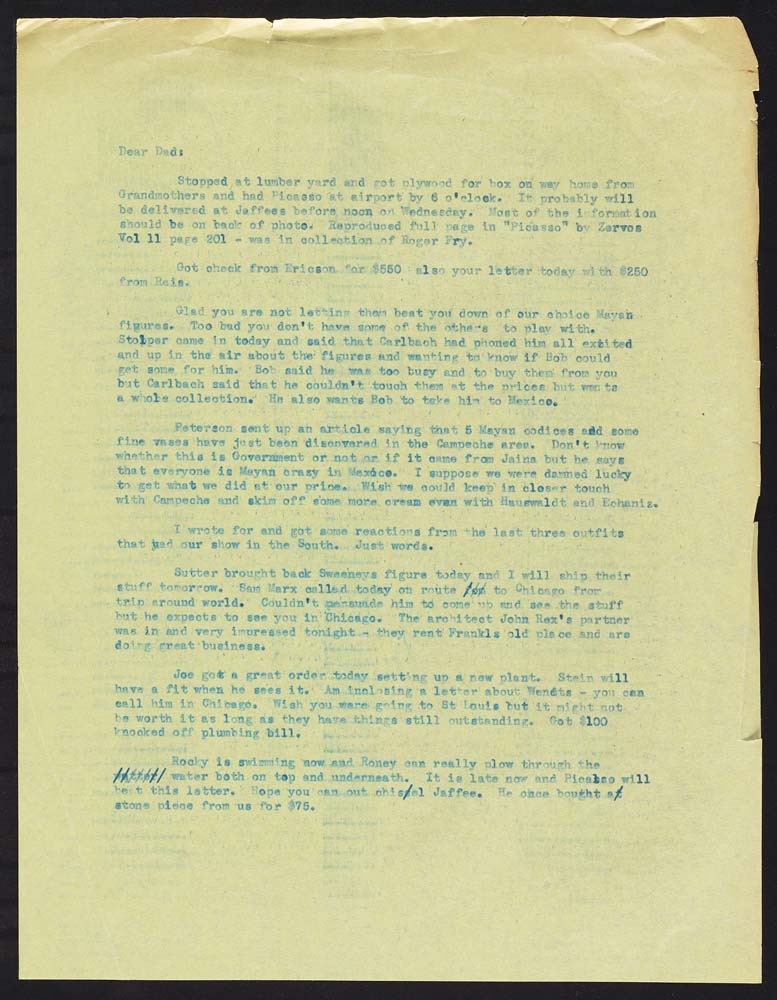 Dear Dad:
Stopped at lumber yard and got plywood for box on way home from
Grandmothers and had Picasso at airport by 6 o'clock. It probably will
be delivered at Jaffees before noon on Wednesday. Most of the information
should be on back of photo. Reproduced full page in "Picasso" by Zervos
Vol 11 page 201 - was in collection of Roger Fry.
Got check from Ericson for $550 also your letter today with $250
from Reis.
Glad you are not letting them beat you down of our choice Mayan
figures. Too bad you don't have some of the others to play with.
Stolper came in today and said that Carlbach had phoned him all exEited
and up in the air about the figures and wanting to know if Bob could
get some for him. Bob said he was too busy and to buy them from you
but Carlbach said that he couldn't touch them at the prices but wants
a whole collection. He also wants Bob to take him to Mexico.
Peterson sent up an article saying that 5 Mayan codices add some
fine vases have just been discovered in the Campeche area. Don't know
whether this is Government or not or if it came from Jaina but he says
that everyone is Mayan crazy in Mexico. I suppose we were damned lucky
to get what we did at our price. Wish we could keep in closer touch
with Campeche and skim off some more cream even with Hauswaldt and Echaniz.
I wrote for and got some reactions from the last three outfits
that had our show in the South. Just words.
Sutter brought back Sweeneys figure today and I will ship their
stuff tomorrow. Sam Marx called today on route to Chicago from
trip around world. Couldn't persuade him to come up and see the stuff
but he expects to see you in Chicago. The architect John Rex's partner
was in and very impressed tonight - they rent Frankls old place and are
doing great business.
Joe got a great order today setting up a new plant. Stein will
have a fit when he sees it. Am inclosing a letter about Wendts - you can
call him in Chicago. Wish you were going to St Louis but it might not
be worth it as long as they have things still outstanding. Got $100
knocked off plumbing bill.
Rocky is swimming now and Roney can really plow through the
water both on top and underneath. It is late now and Picasso will
beat this letter. Hope you can out chisel Jaffee. He once bought a
stone piece from us for $75.